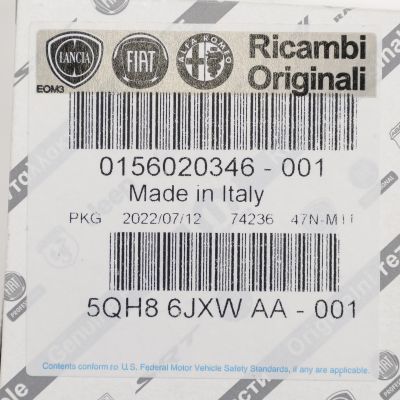 LANCIA FIAT ALFA ROMEO Ricambi
EOM3 Originali
0156020346 - 001
Made in Italy
PKG 2022/07/12 74236 47N-M11
5QH8 6JXW AA - 001
Contents conform to U.S. Federal Motor Vehicle Safety Standards, if any are applicable.